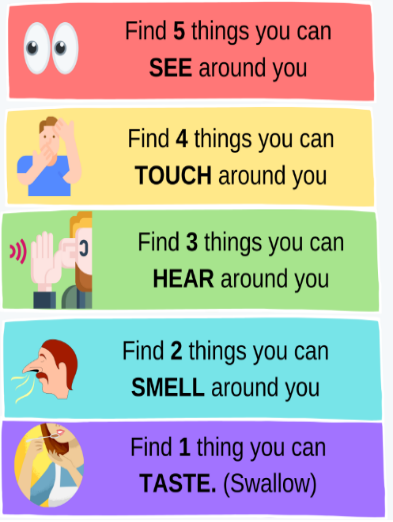 Find 5 things you can
SEE around you
Find 4 things you can
TOUCH around you
Find 3 things you can
HEAR around you
Find 2 things you can
SMELL around you
Find 1 thing you can
TASTE. (Swallow)